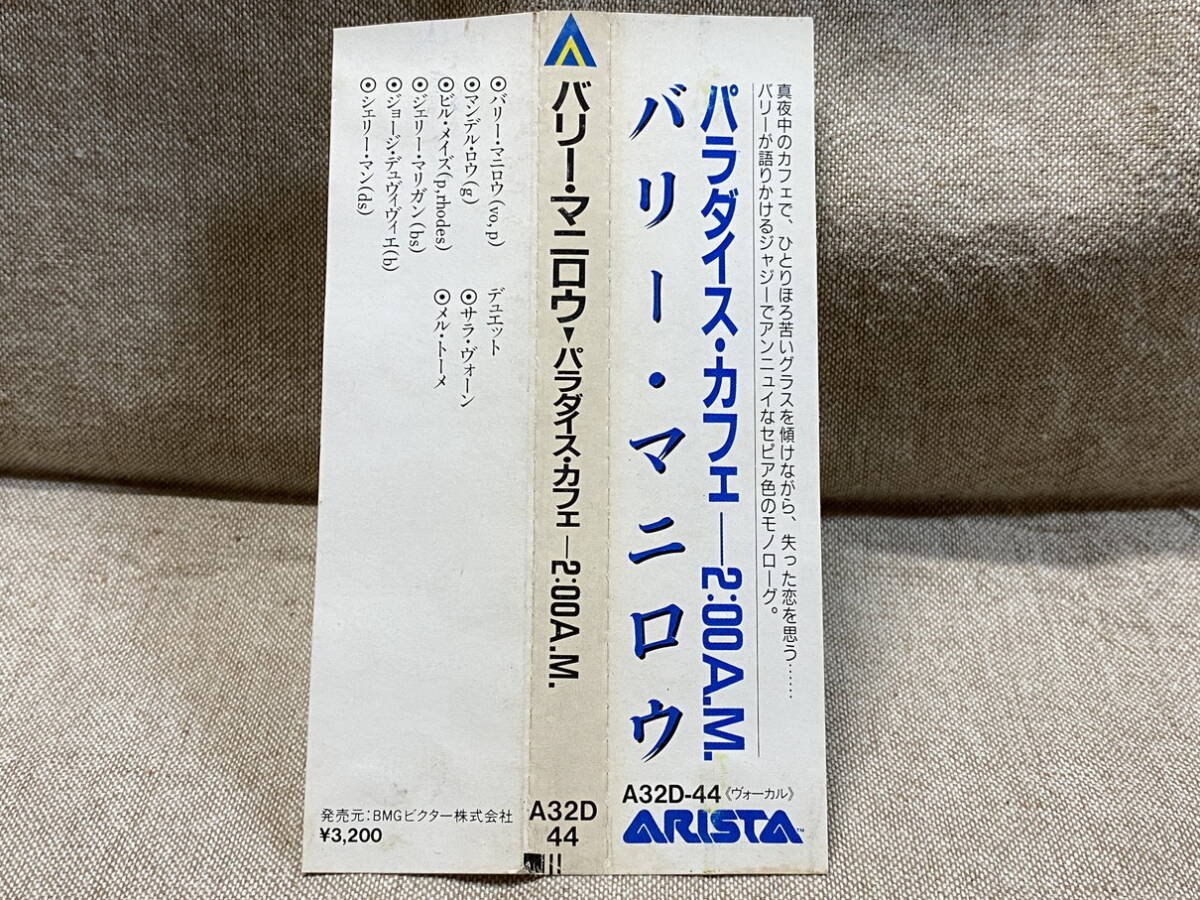 真夜中のカフェで、ひとりほろ苦いグラスを傾けながら、失った恋を思う……
バリーが語りかけるジャジーでアンニュイなセピア色のモノローグ。
パラダイス・カフェ—2:00A.M.
バリー・マニロウ
A32D-44《ヴォーカル》
ARISTA™
バリー・マニロウ▼パラダイス・カフェ—2:00A.M.
A32D
44
◉バリー・マニロウ(vo,p)
◉マンデル・ロウ(g)
◉ビル・メイズ(p,rhodes)
◉ジェリー・マリガン(bs)
◉ジョージ・デュヴィヴィエ(b)
◉シェリー・マン(ds)
デュエット
◉サラ・ヴォーン
◉メル・トーメ
発売元:BMGビクター株式会社
¥3,200